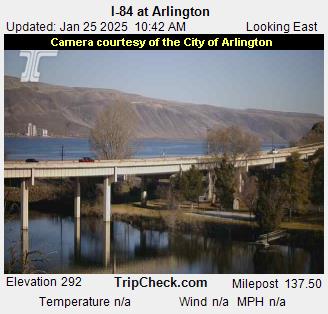 I-84 at Arlington
Updated: Jan 25 2025 10:42 AM Looking East
Camera courtesy of the City of Arlington
Elevation 292 TripCheck.com Milepost 137.50
Temperature n/a Wind n/a MPH n/a